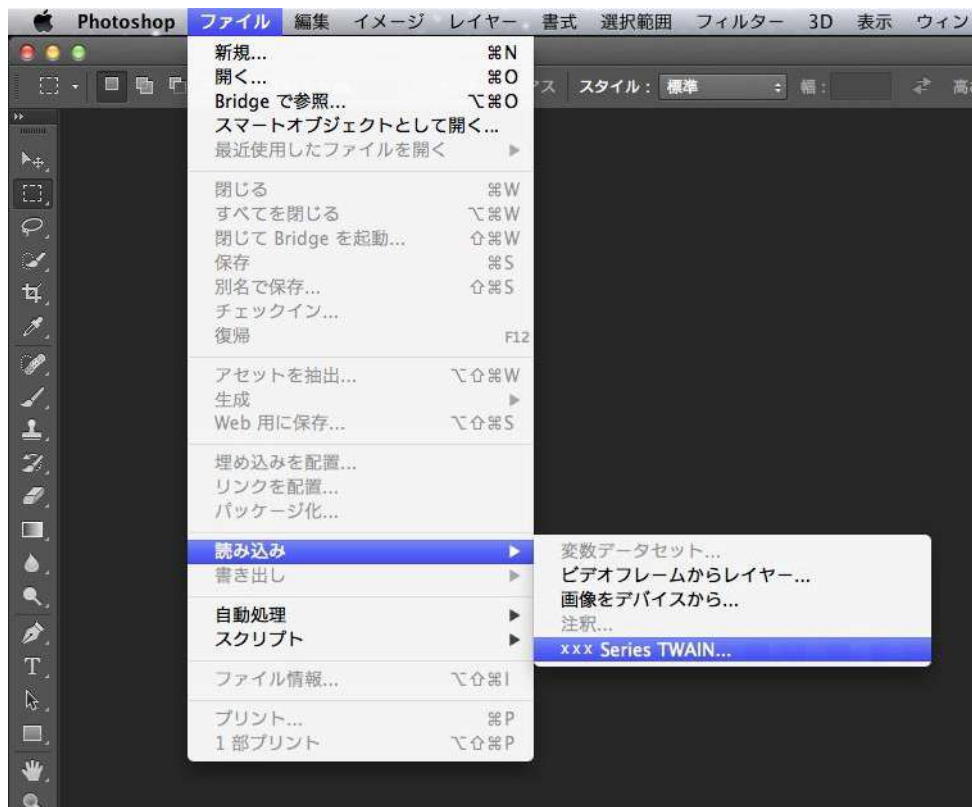 Photoshop ファイル 編集 イメージ レイヤー 書式 選択範囲 フィルター 3D 表示 ウィン
スタイル： 標準 幅：
新規... ⌘N
開く... ⌘O
Bridge で参照... ⌥⌘O
スマートオブジェクトとして開く...
最近使用したファイルを開く
閉じる ⌘W
すべてを閉じる ⌥⌘W
閉じて Bridge を起動... ⇧⌘W
保存 ⌘S
別名で保存... ⇧⌘S
チェックイン...
復帰 F12
アセットを抽出... ⌥⇧⌘W
生成
Web 用に保存... ⌥⇧⌘S
埋め込みを配置...
リンクを配置...
パッケージ化...
読み込み
書き出し
自動処理
スクリプト
ファイル情報... ⌥⇧⌘I
プリント... ⌘P
1 部プリント ⌥⇧⌘P
変数データセット...
ビデオフレームからレイヤー...
画像をデバイスから...
注釈...
xxx Series TWAIN...